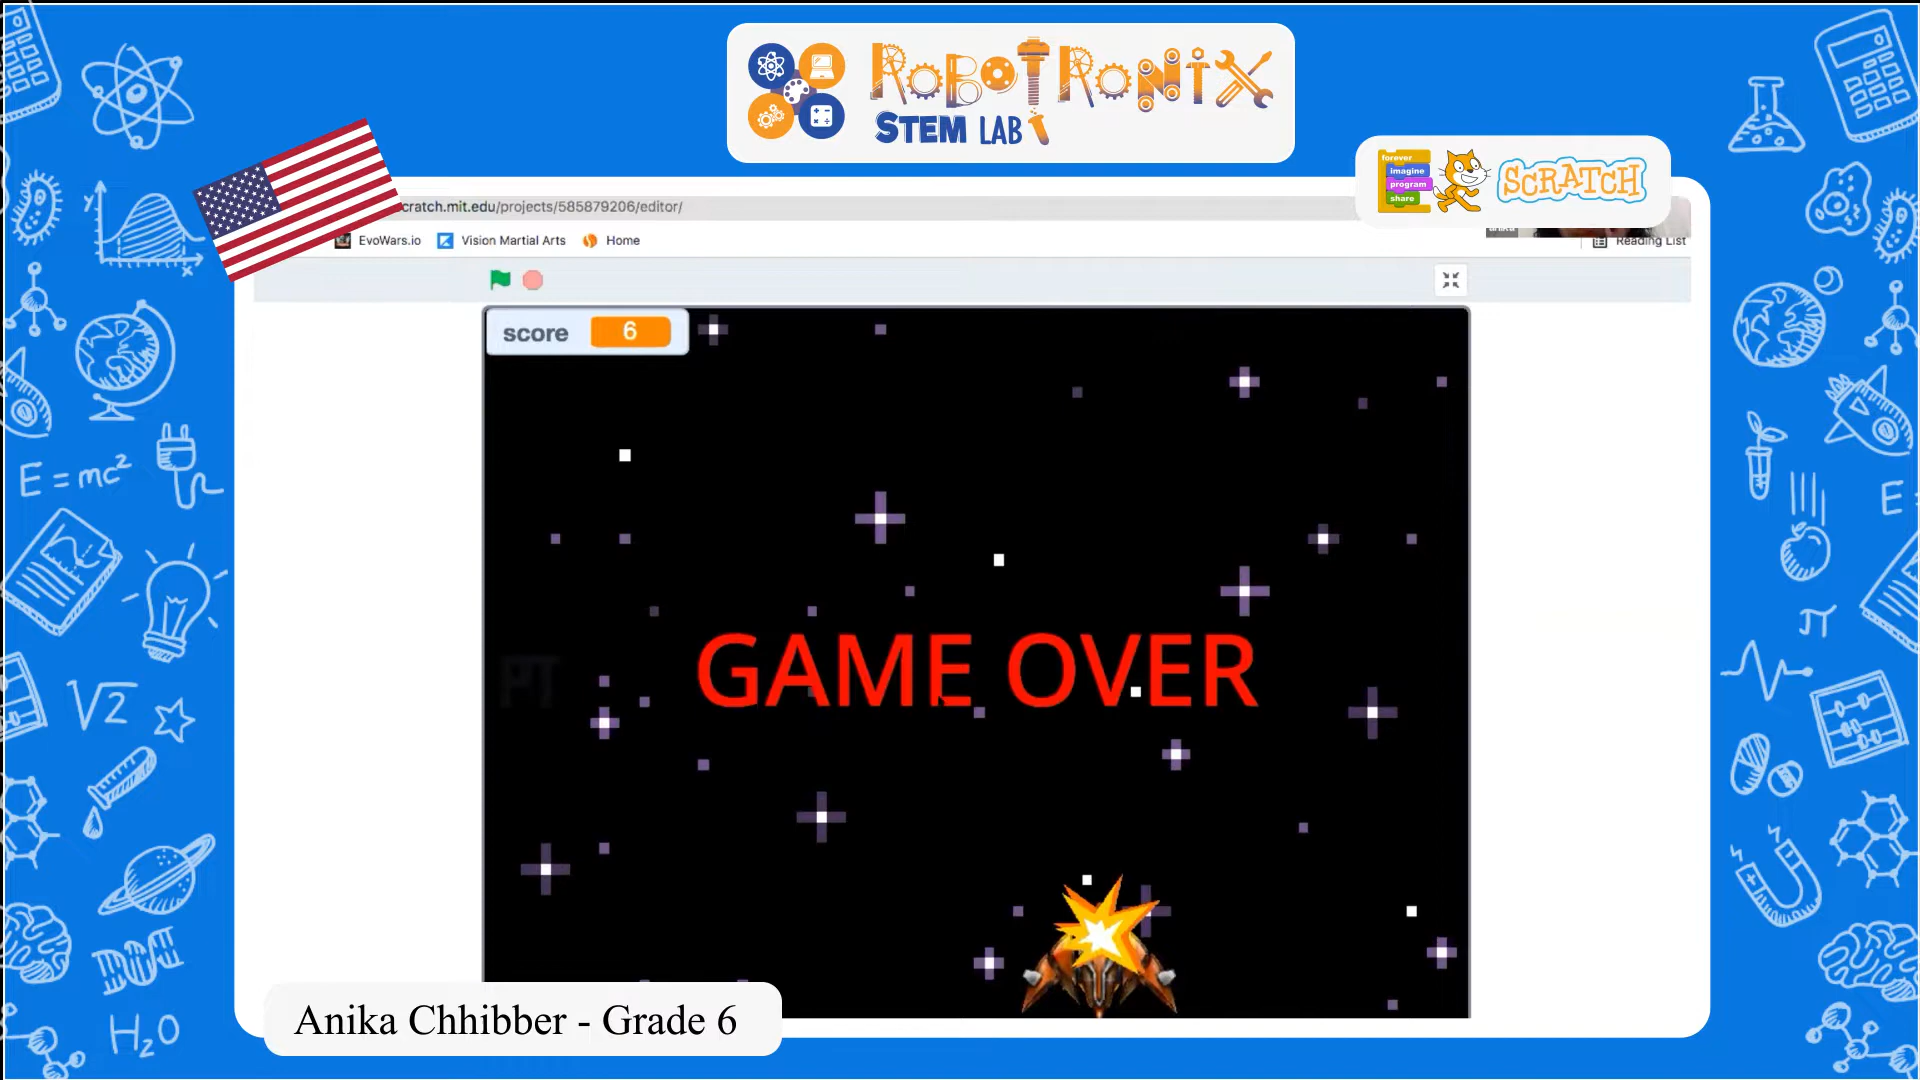 ROBOTRONIX
STEM LAB
forever
imagine
program
share
SCRATCH
cratch.mit.edu/projects/585879206/editor/
EvoWars.io
Vision Martial Arts
Home
Reading List
score 6
GAME OVER
Anika Chhibber - Grade 6
y
x
E = mc²
√2
H₂O
E
π